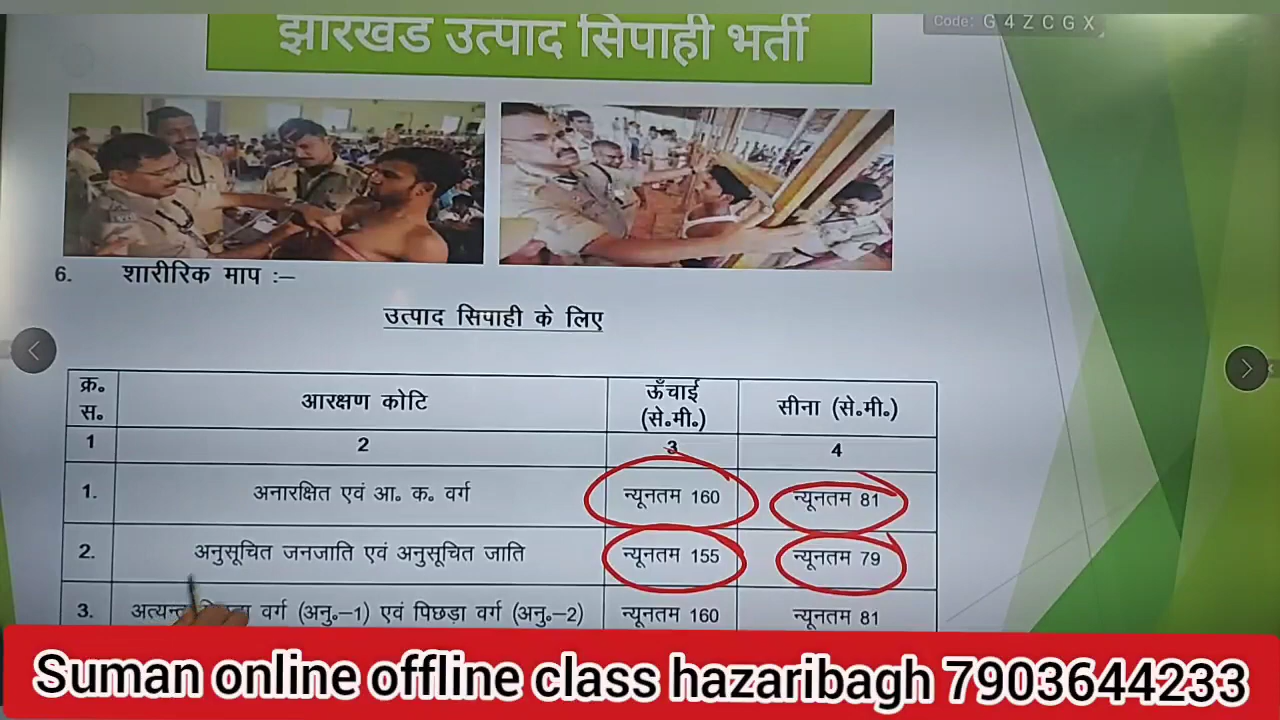 झारखंड उत्पाद सिपाही भर्ती
Code: G4ZCGX
6. शारीरिक माप :–
उत्पाद सिपाही के लिए
क्र॰ स॰ आरक्षण कोटि ऊँचाई (से॰मी॰) सीना (से॰मी॰)
1 2 3 4
1. अनारक्षित एवं आ॰ क॰ वर्ग न्यूनतम 160 न्यूनतम 81
2. अनुसूचित जनजाति एवं अनुसूचित जाति न्यूनतम 155 न्यूनतम 79
3. वर्ग (अनु॰–1) एवं पिछड़ा वर्ग (अनु॰–2) न्यूनतम 160 न्यूनतम 81
Suman online offline class hazaribagh 7903644233